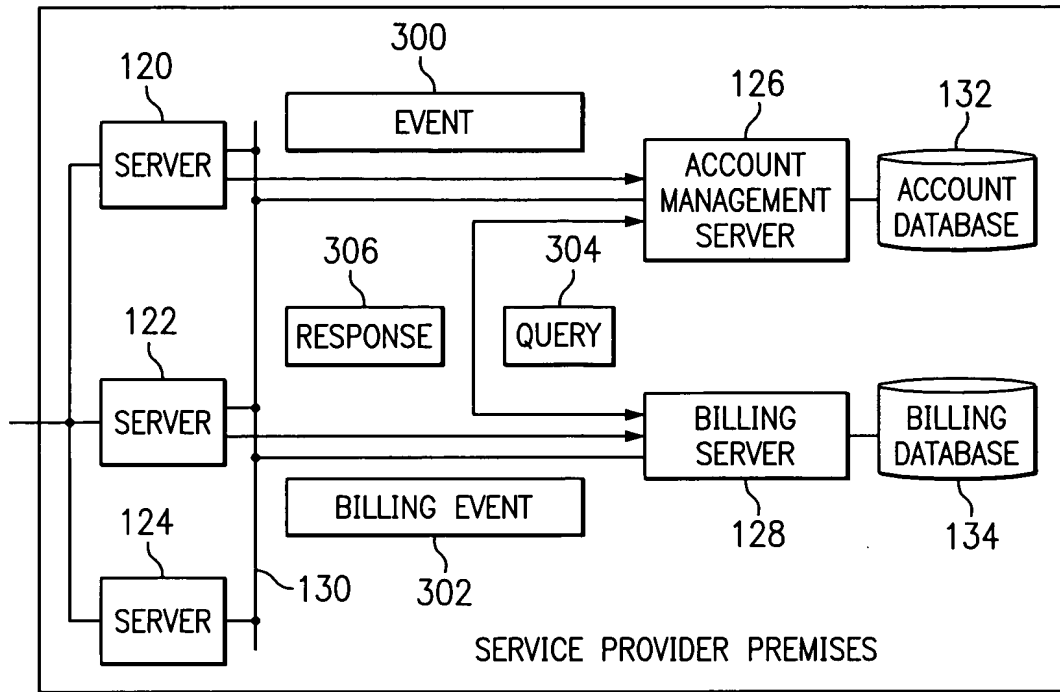 300
120
126
132
EVENT
SERVER
ACCOUNT
MANAGEMENT
SERVER
ACCOUNT
DATABASE
306
304
122
RESPONSE
QUERY
SERVER
BILLING
SERVER
BILLING
DATABASE
124
BILLING EVENT
128
134
130
302
SERVER
SERVICE PROVIDER PREMISES